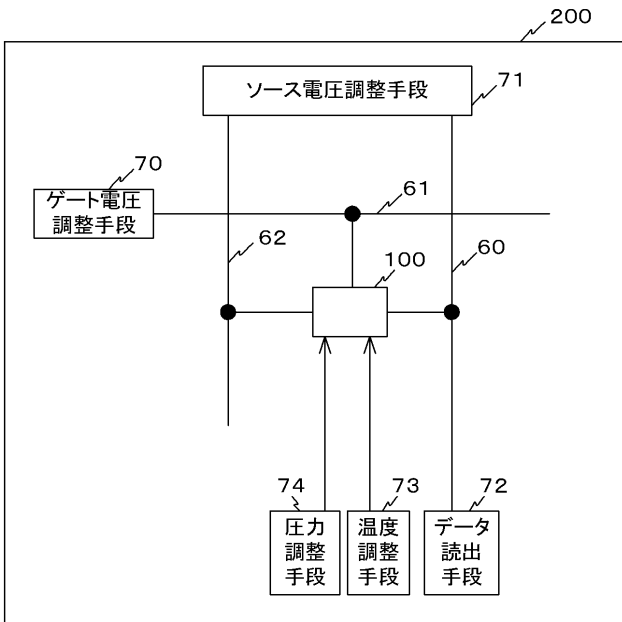 200
ソース電圧調整手段
71
70
ゲート電圧
調整手段
61
62
100
60
74
73
72
圧力
調整
手段
温度
調整
手段
データ
読出
手段